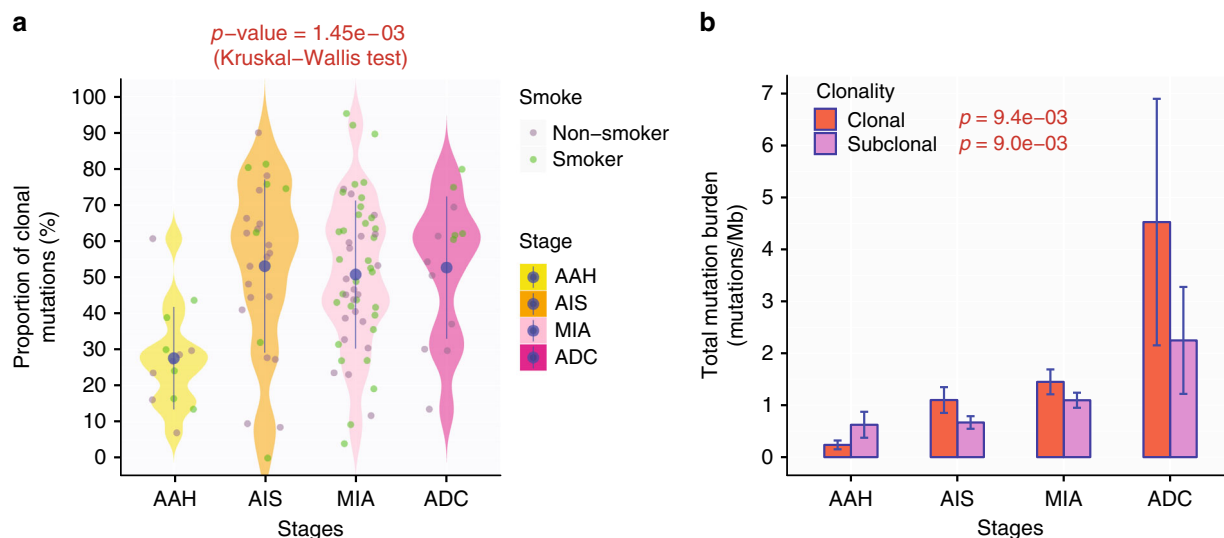 a
p−value = 1.45e−03
(Kruskal−Wallis test)
Proportion of clonal
mutations (%)
100
90
80
70
60
50
40
30
20
10
0
AAH
AIS
MIA
ADC
Stages
Smoke
Non−smoker
Smoker
Stage
AAH
AIS
MIA
ADC
b
Total mutation burden
(mutations/Mb)
7
6
5
4
3
2
1
0
Clonality
Clonal p = 9.4e−03
Subclonal p = 9.0e−03
AAH
AIS
MIA
ADC
Stages